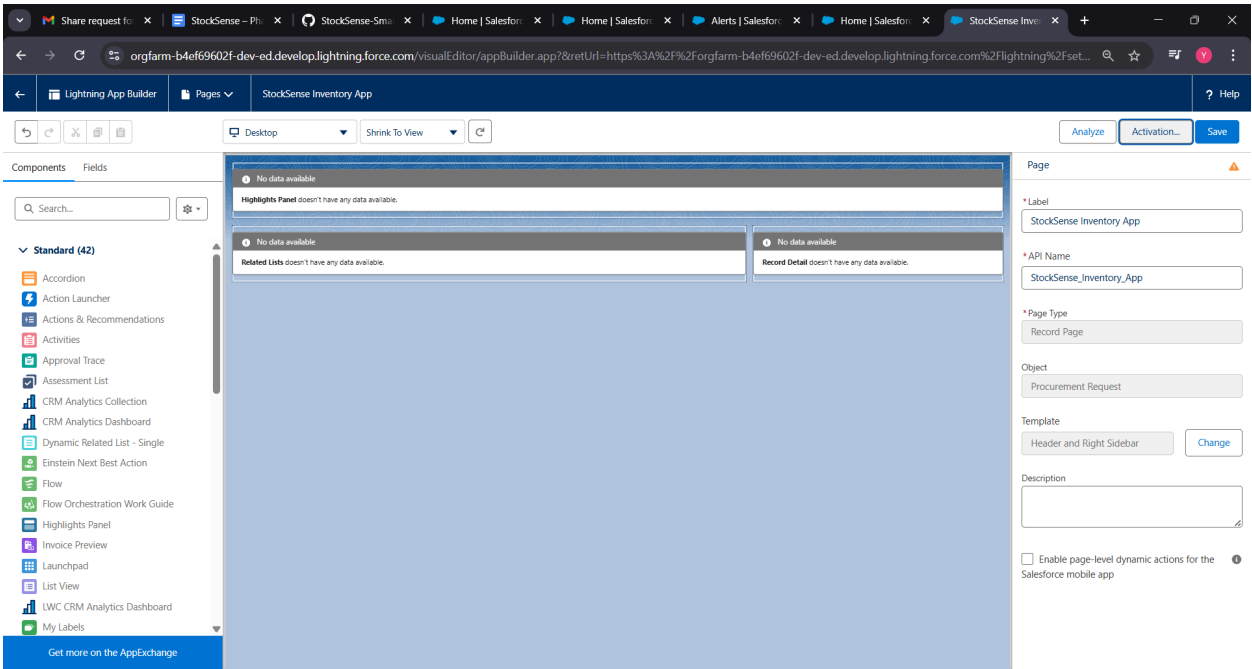 Share request fo
StockSense – Pha
StockSense-Sma
Home | Salesforc
Home | Salesforc
Alerts | Salesforc
Home | Salesforc
StockSense Inver
orgfarm-b4ef69602f-dev-ed.develop.lightning.force.com/visualEditor/appBuilder.app?&retUrl=https%3A%2F%2Forgfarm-b4ef69602f-dev-ed.develop.lightning.force.com%2Flightning%2Fset...
Y
Lightning App Builder
Pages
StockSense Inventory App
? Help
Desktop
Shrink To View
Analyze
Activation...
Save
Components
Fields
Search...
Standard (42)
Accordion
Action Launcher
Actions & Recommendations
Activities
Approval Trace
Assessment List
CRM Analytics Collection
CRM Analytics Dashboard
Dynamic Related List - Single
Einstein Next Best Action
Flow
Flow Orchestration Work Guide
Highlights Panel
Invoice Preview
Launchpad
List View
LWC CRM Analytics Dashboard
My Labels
Get more on the AppExchange
No data available
Highlights Panel doesn't have any data available.
No data available
Related Lists doesn't have any data available.
No data available
Record Detail doesn't have any data available.
Page
*Label
StockSense Inventory App
*API Name
StockSense_Inventory_App
*Page Type
Record Page
Object
Procurement Request
Template
Header and Right Sidebar
Change
Description
Enable page-level dynamic actions for the
Salesforce mobile app